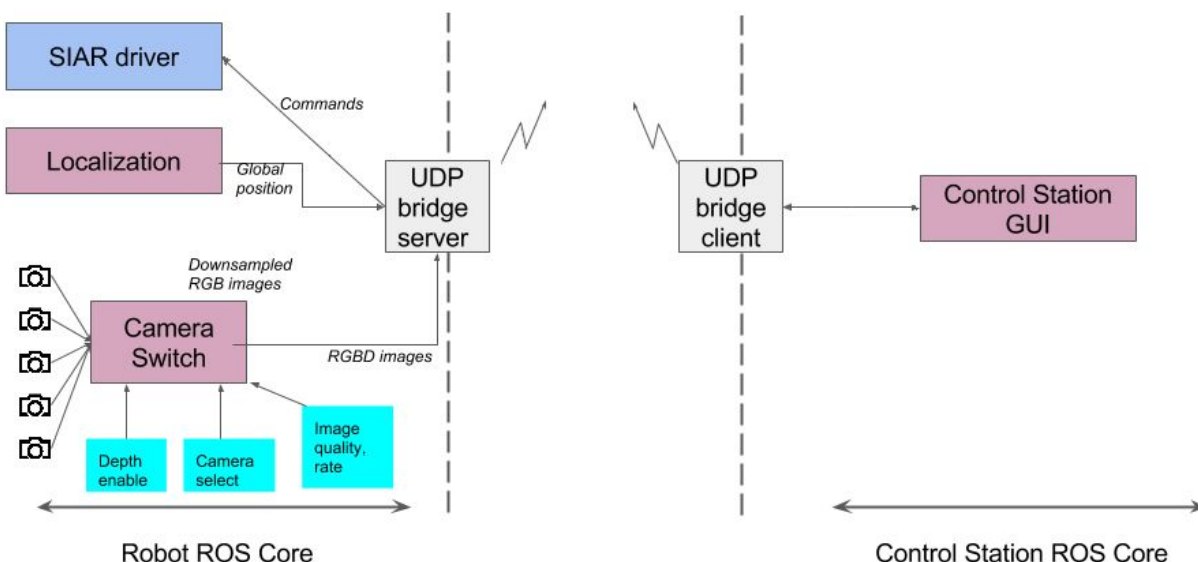 SIAR driver
Commands
Localization
Global
position
UDP
bridge
server
UDP
bridge
client
Control Station
GUI
Downsampled
RGB images
Camera
Switch
RGBD images
Depth
enable
Camera
select
Image
quality,
rate
Robot ROS Core
Control Station ROS Core